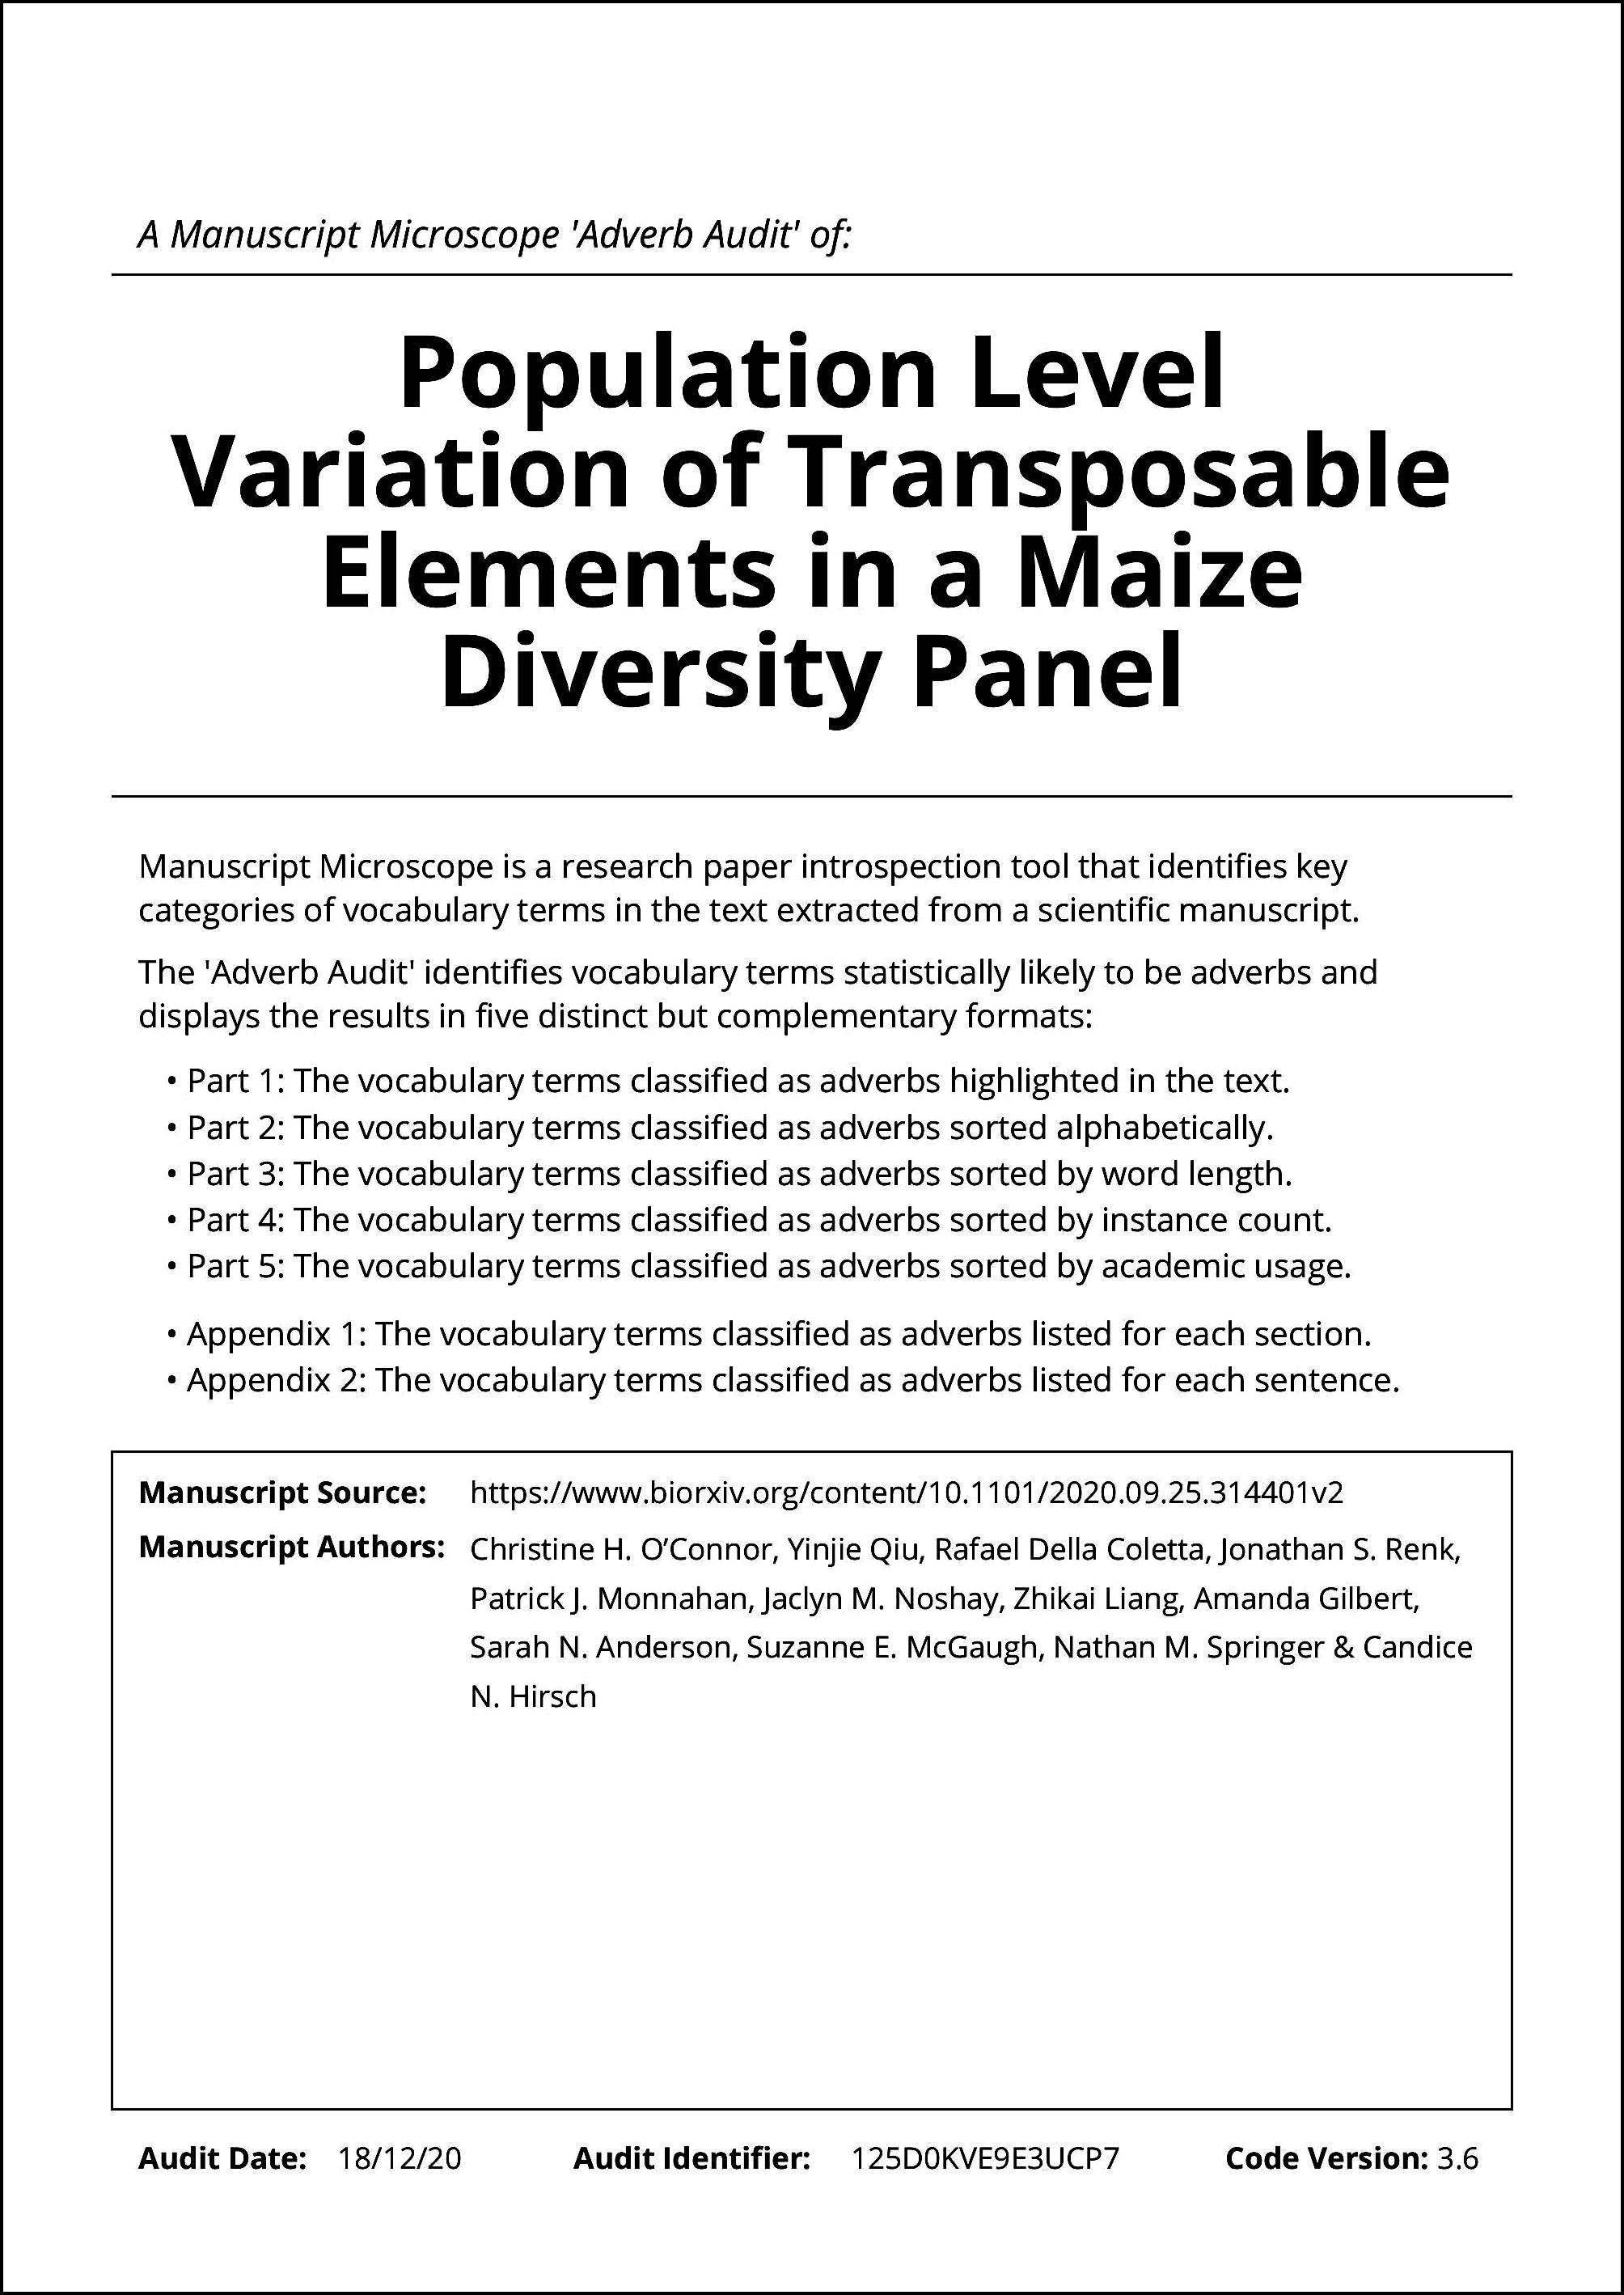 A Manuscript Microscope 'Adverb Audit' of:
Population Level
Variation of Transposable
Elements in a Maize
Diversity Panel
Manuscript Microscope is a research paper introspection tool that identifies key
categories of vocabulary terms in the text extracted from a scientific manuscript.
The 'Adverb Audit' identifies vocabulary terms statistically likely to be adverbs and
displays the results in five distinct but complementary formats:
• Part 1: The vocabulary terms classified as adverbs highlighted in the text.
• Part 2: The vocabulary terms classified as adverbs sorted alphabetically.
• Part 3: The vocabulary terms classified as adverbs sorted by word length.
• Part 4: The vocabulary terms classified as adverbs sorted by instance count.
• Part 5: The vocabulary terms classified as adverbs sorted by academic usage.
• Appendix 1: The vocabulary terms classified as adverbs listed for each section.
• Appendix 2: The vocabulary terms classified as adverbs listed for each sentence.
Manuscript Source: https://www.biorxiv.org/content/10.1101/2020.09.25.314401v2
Manuscript Authors: Christine H. O’Connor, Yinjie Qiu, Rafael Della Coletta, Jonathan S. Renk,
Patrick J. Monnahan, Jaclyn M. Noshay, Zhikai Liang, Amanda Gilbert,
Sarah N. Anderson, Suzanne E. McGaugh, Nathan M. Springer & Candice
N. Hirsch
Audit Date: 18/12/20 Audit Identifier: 125D0KVE9E3UCP7 Code Version: 3.6